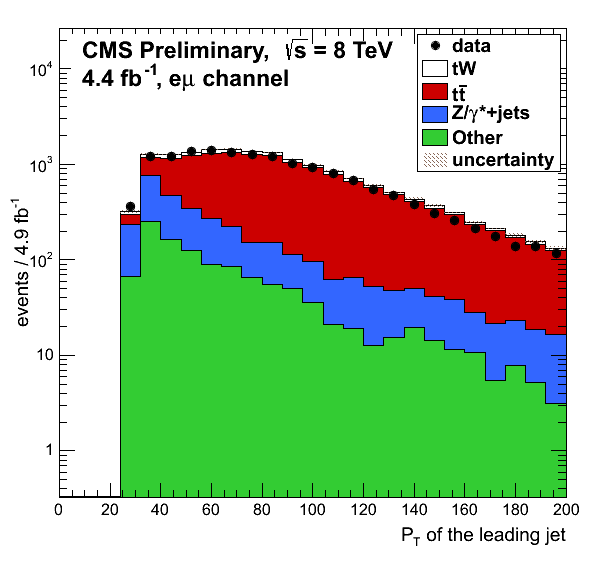 CMS Preliminary, √s = 8 TeV
4.4 fb⁻¹, eμ channel
data
tW
tt̄
Z/γ*+jets
Other
uncertainty
events / 4.9 fb⁻¹
10⁴
10³
10²
10
1
0 20 40 60 80 100 120 140 160 180 200
P_T of the leading jet